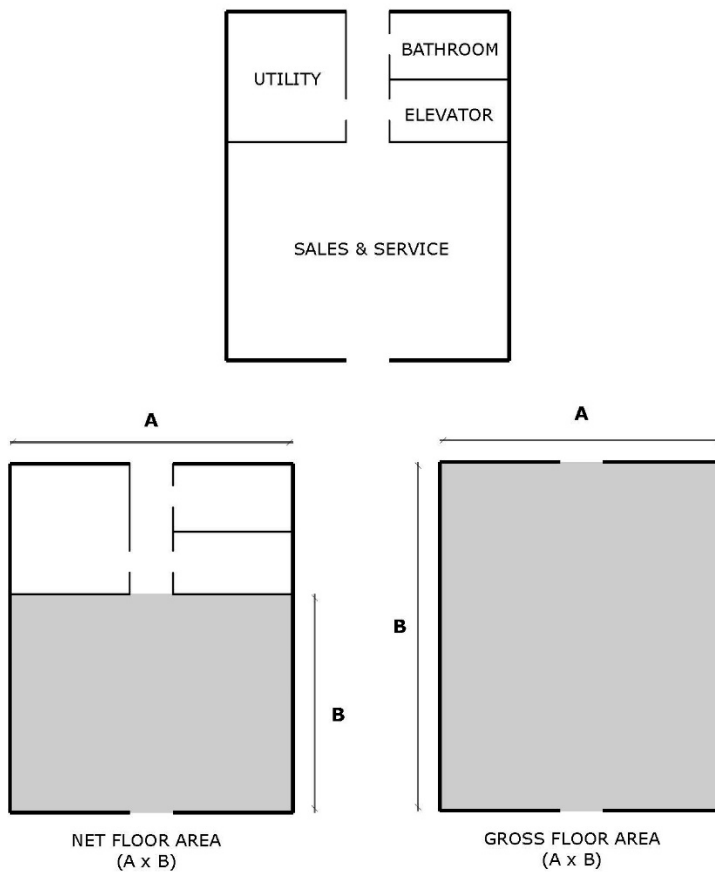 BATHROOM
UTILITY
ELEVATOR
SALES & SERVICE
A
A
B
B
NET FLOOR AREA
(A x B)
GROSS FLOOR AREA
(A x B)